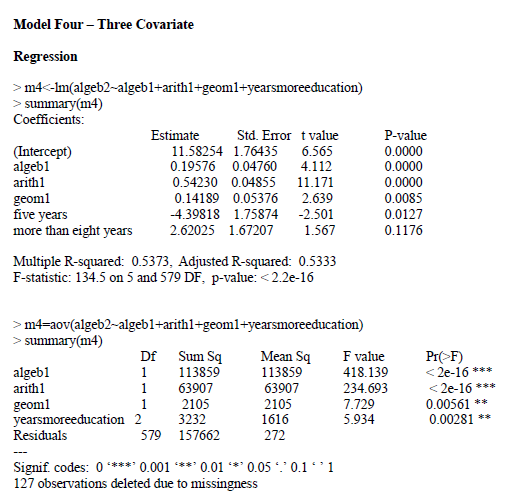 Model Four – Three Covariate
Regression
> m4<-lm(algeb2~algeb1+arith1+geom1+yearsmoreeducation)
> summary(m4)
Coefficients:
Estimate Std. Error t value P-value
(Intercept) 11.58254 1.76435 6.565 0.0000
algeb1 0.19576 0.04760 4.112 0.0000
arith1 0.54230 0.04855 11.171 0.0000
geom1 0.14189 0.05376 2.639 0.0085
five years -4.39818 1.75874 -2.501 0.0127
more than eight years 2.62025 1.67207 1.567 0.1176
Multiple R-squared: 0.5373, Adjusted R-squared: 0.5333
F-statistic: 134.5 on 5 and 579 DF, p-value: < 2.2e-16
> m4=aov(algeb2~algeb1+arith1+geom1+yearsmoreeducation)
> summary(m4)
Df Sum Sq Mean Sq F value Pr(>F)
algeb1 1 113859 113859 418.139 < 2e-16 ***
arith1 1 63907 63907 234.693 < 2e-16 ***
geom1 1 2105 2105 7.729 0.00561 **
yearsmoreeducation 2 3232 1616 5.934 0.00281 **
Residuals 579 157662 272
---
Signif. codes: 0 ‘***’ 0.001 ‘**’ 0.01 ‘*’ 0.05 ‘.’ 0.1 ‘ ’ 1
127 observations deleted due to missingness